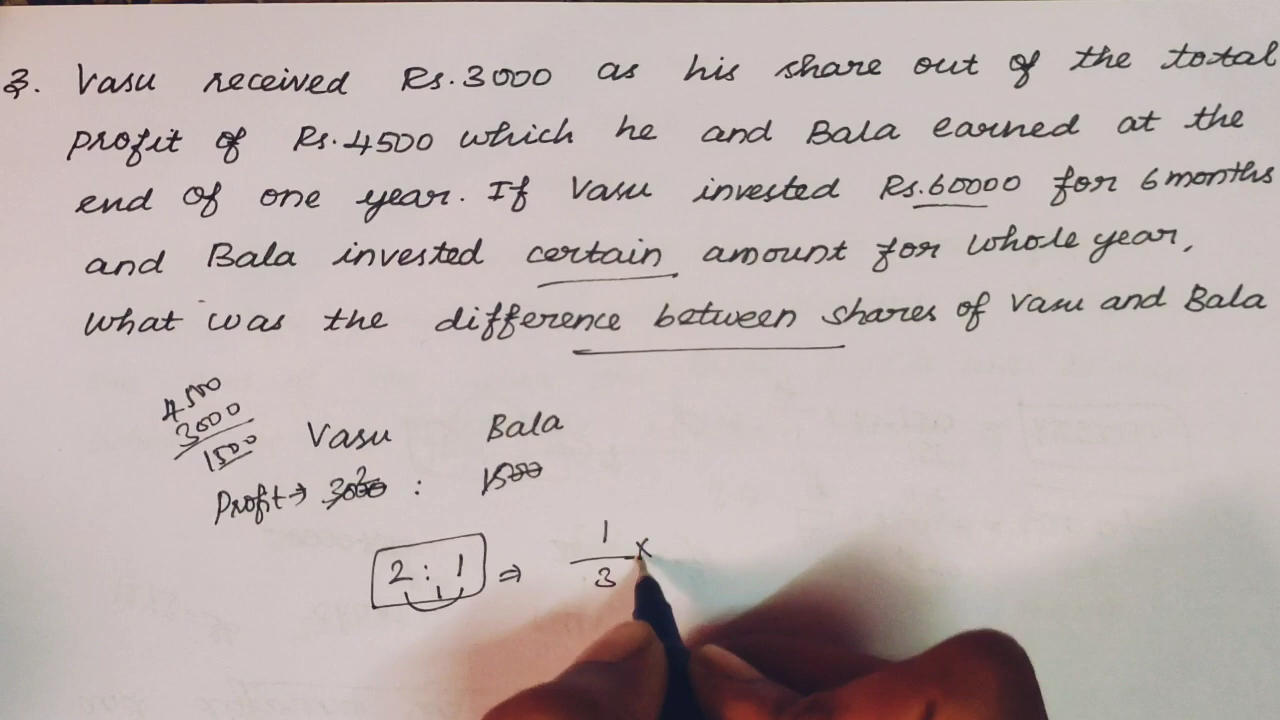 3. Vasu received Rs.3000 as his share out of the total
profit of Rs.4500 which he and Bala earned at the
end of one year. If Vasu invested Rs.60000 for 6 months
and Bala invested certain amount for whole year,
what was the difference between shares of Vasu and Bala
4500
3000
1500
Vasu Bala
Profit → 3000 2 : 1500
2 : 1 ⇒ 1/3 ×